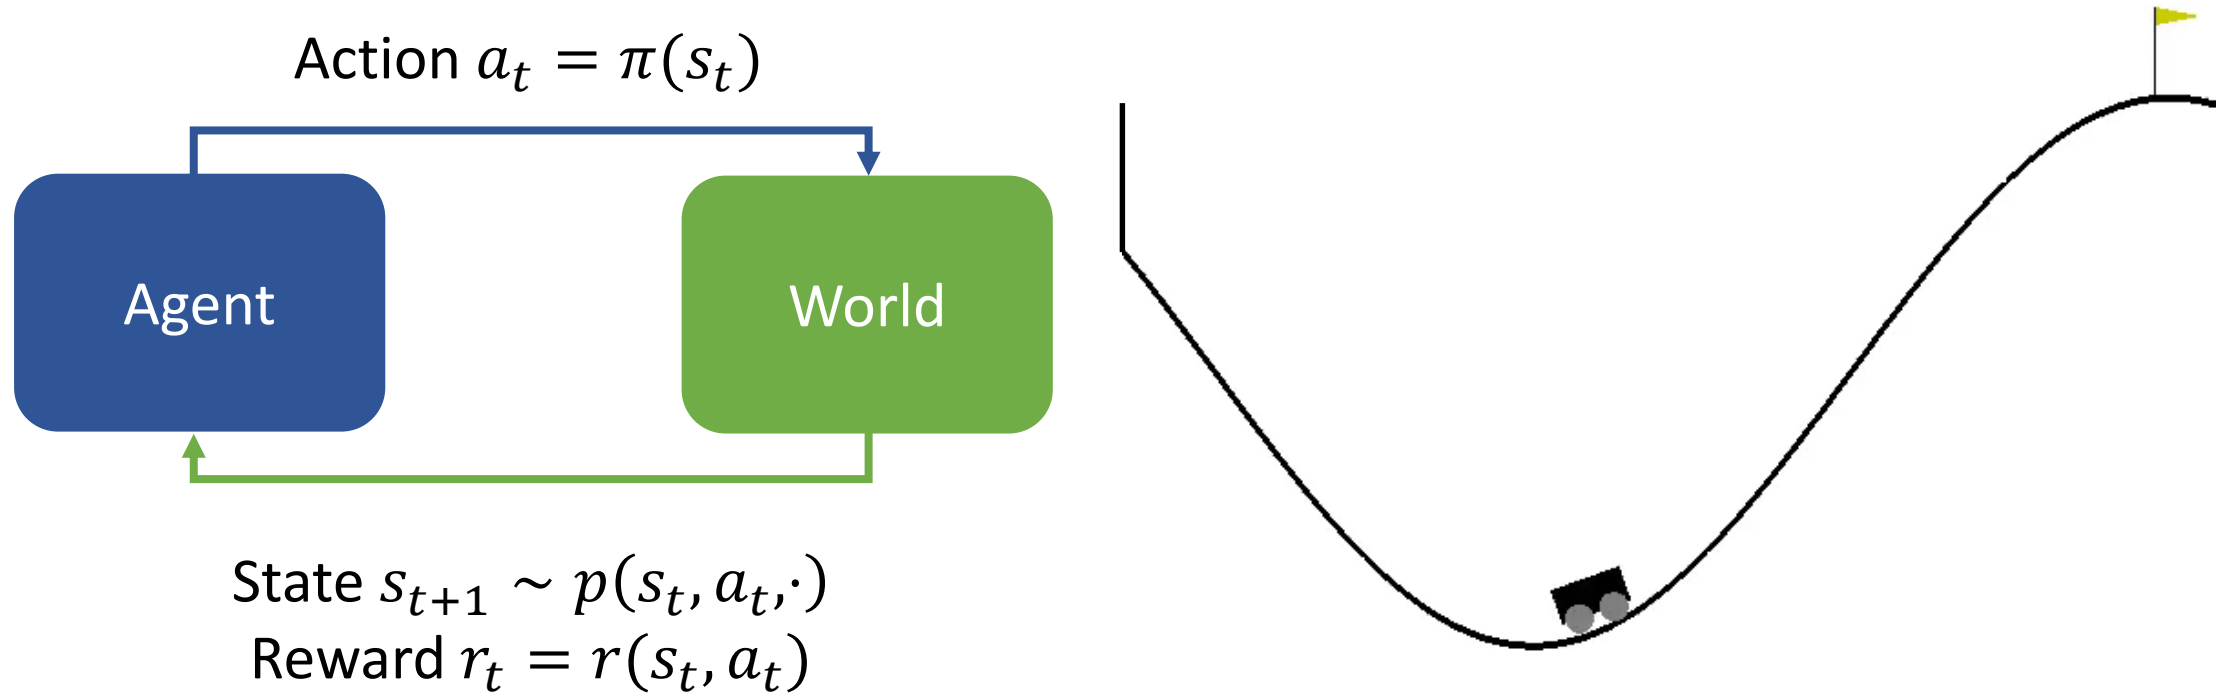 Action $a_t = \pi(s_t)$
Agent
World
State $s_{t+1} \sim p(s_t, a_t, \cdot)$
Reward $r_t = r(s_t, a_t)$